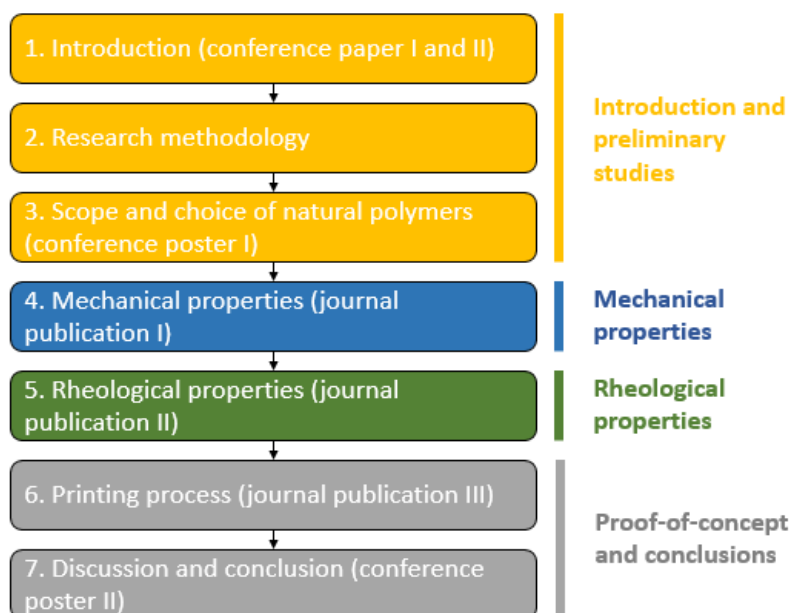 1. Introduction (conference paper I and II)
2. Research methodology
3. Scope and choice of natural polymers
(conference poster I)
4. Mechanical properties (journal
publication I)
5. Rheological properties (journal
publication II)
6. Printing process (journal publication III)
7. Discussion and conclusion (conference
poster II)
Introduction and
preliminary
studies
Mechanical
properties
Rheological
properties
Proof-of-concept
and conclusions